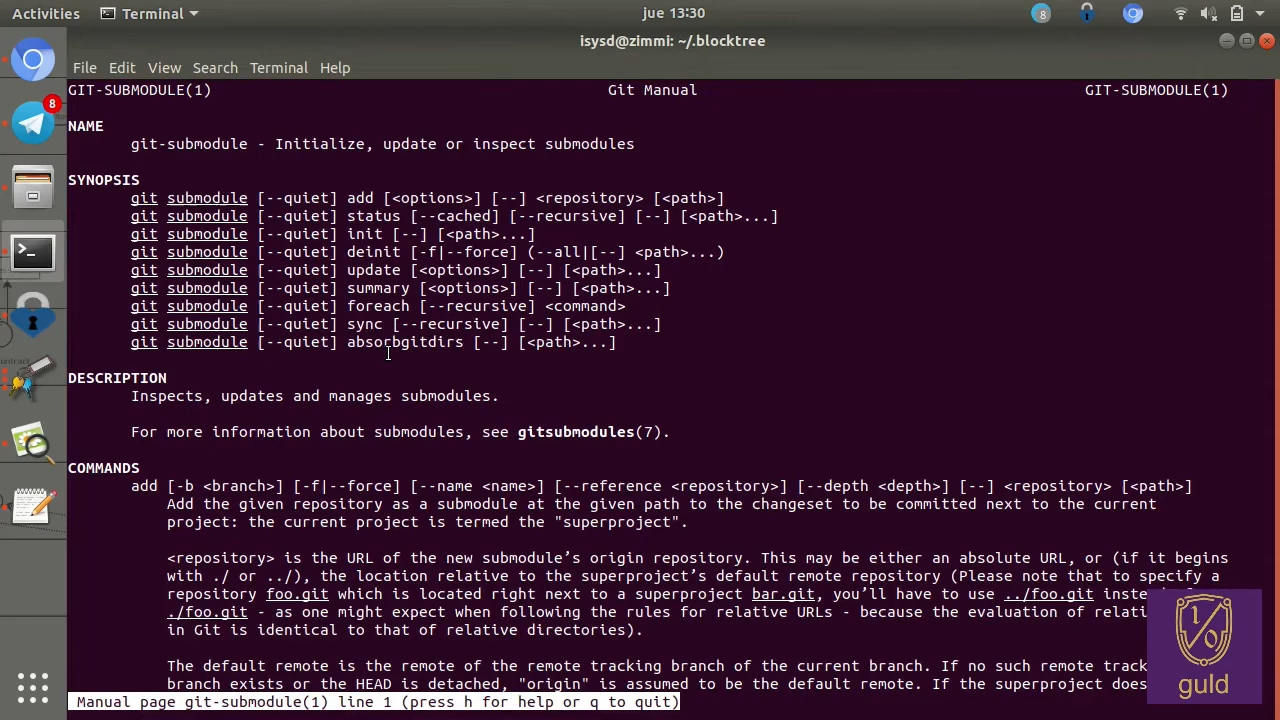 Activities Terminal jue 13:30 8
isysd@zimmi: ~/.blocktree
File Edit View Search Terminal Help
8
GIT-SUBMODULE(1) Git Manual GIT-SUBMODULE(1)
NAME
git-submodule - Initialize, update or inspect submodules
SYNOPSIS
git submodule [--quiet] add [<options>] [--] <repository> [<path>]
git submodule [--quiet] status [--cached] [--recursive] [--] [<path>...]
git submodule [--quiet] init [--] [<path>...]
git submodule [--quiet] deinit [-f|--force] (--all|[--] <path>...)
git submodule [--quiet] update [<options>] [--] [<path>...]
git submodule [--quiet] summary [<options>] [--] [<path>...]
git submodule [--quiet] foreach [--recursive] <command>
git submodule [--quiet] sync [--recursive] [--] [<path>...]
git submodule [--quiet] absorbgitdirs [--] [<path>...]
DESCRIPTION
Inspects, updates and manages submodules.
For more information about submodules, see gitsubmodules(7).
COMMANDS
add [-b <branch>] [-f|--force] [--name <name>] [--reference <repository>] [--depth <depth>] [--] <repository> [<path>]
Add the given repository as a submodule at the given path to the changeset to be committed next to the current
project: the current project is termed the "superproject".
<repository> is the URL of the new submodule’s origin repository. This may be either an absolute URL, or (if it begins
with ./ or ../), the location relative to the superproject’s default remote repository (Please note that to specify a
repository foo.git which is located right next to a superproject bar.git, you’ll have to use ../foo.git inste
./foo.git - as one might expect when following the rules for relative URLs - because the evaluation of relati
in Git is identical to that of relative directories).
The default remote is the remote of the remote tracking branch of the current branch. If no such remote track
branch exists or the HEAD is detached, "origin" is assumed to be the default remote. If the superproject does
Manual page git-submodule(1) line 1 (press h for help or q to quit)
1/0
guld